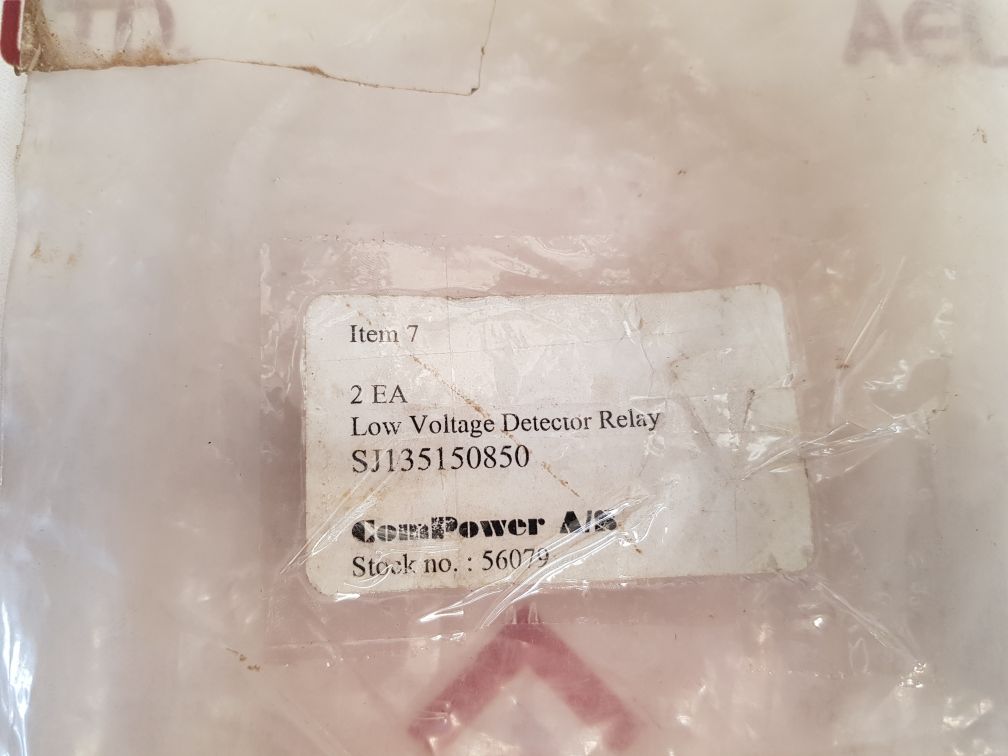 Item 7
2 EA
Low Voltage Detector Relay
SJ135150850
ComPower A/S
Stock no. : 56079